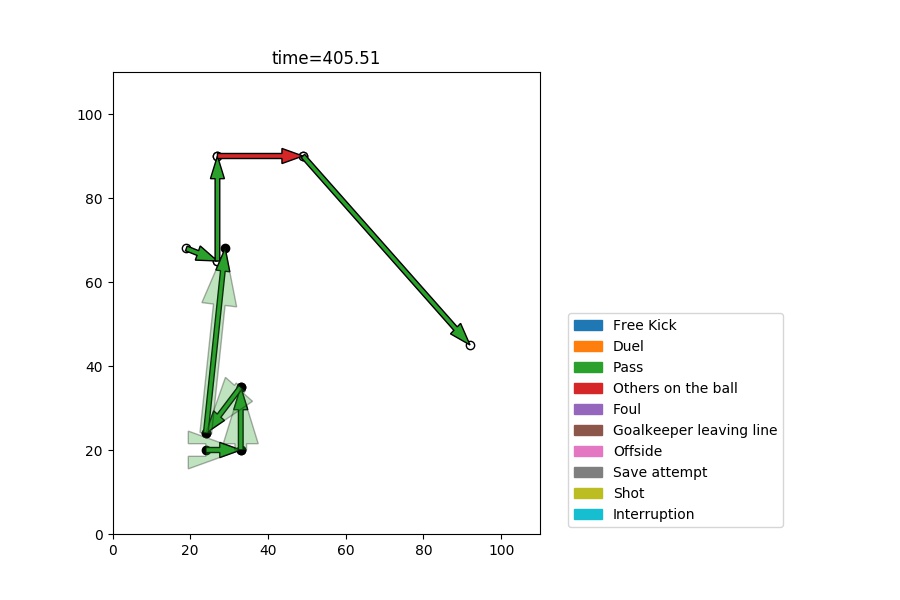 time=405.51
100
80
60
40
20
0
0 20 40 60 80 100
Free Kick
Duel
Pass
Others on the ball
Foul
Goalkeeper leaving line
Offside
Save attempt
Shot
Interruption